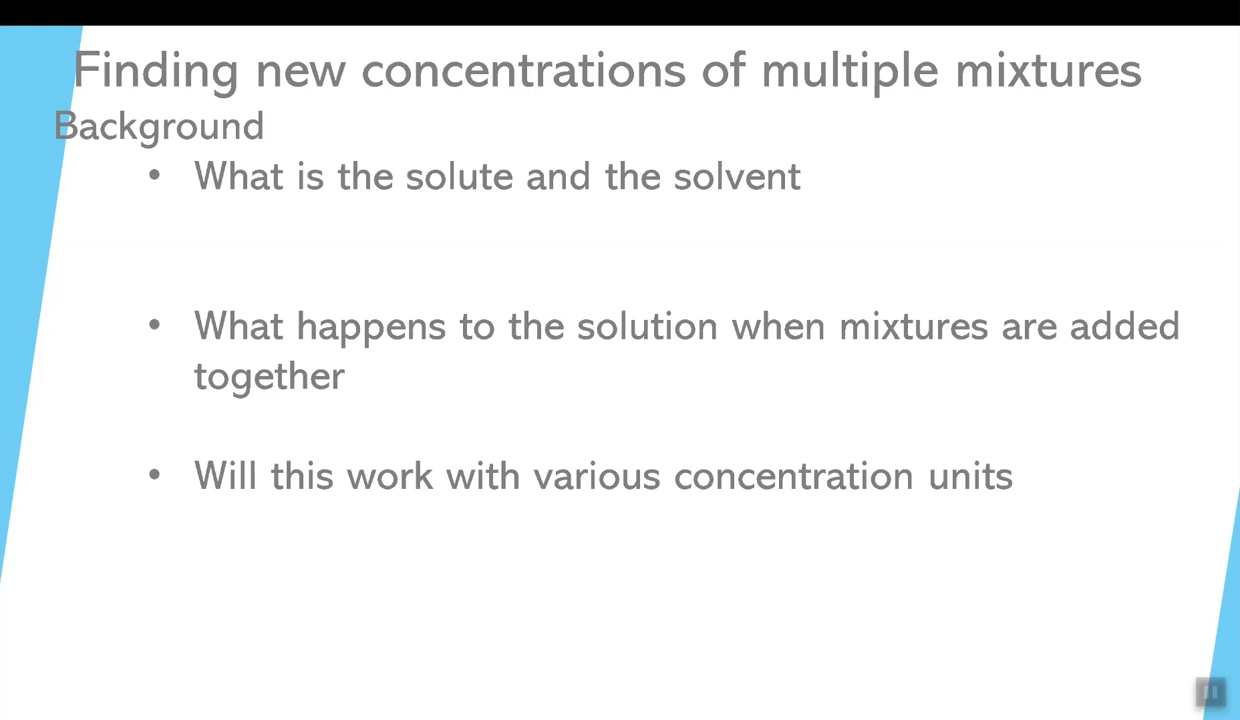 Finding new concentrations of multiple mixtures
Background
• What is the solute and the solvent
• What happens to the solution when mixtures are added
together
• Will this work with various concentration units